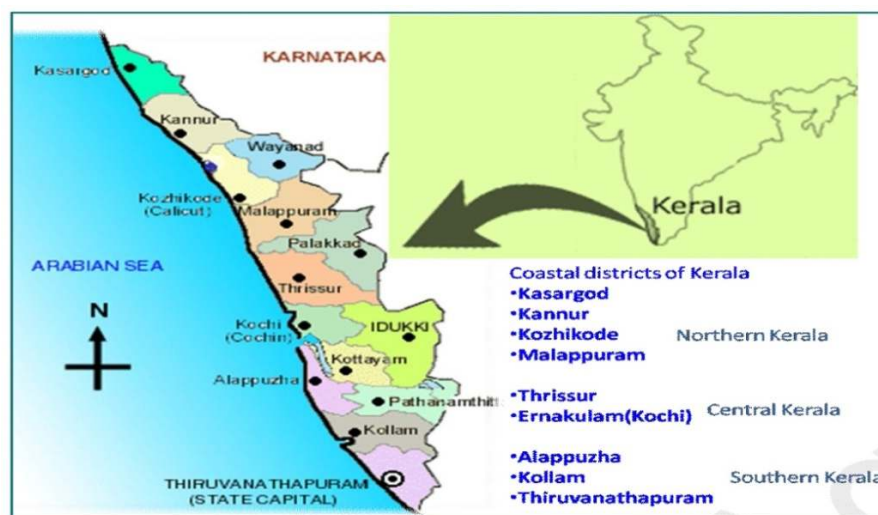 KARNATAKA
Kasargod
Kannur
Wayanad
Kozhikode
(Calicut)
Malappuram
Palakkad
ARABIAN SEA
Thrissur
N
Kochi
(Cochin)
IDUKKI
Kottayam
Alappuzha
Pathanamthitt
Kollam
THIRUVANATHAPURAM
(STATE CAPITAL)
Kerala
Coastal districts of Kerala
•Kasargod
•Kannur
•Kozhikode Northern Kerala
•Malappuram
•Thrissur
•Ernakulam(Kochi) Central Kerala
•Alappuzha
•Kollam Southern Kerala
•Thiruvanathapuram